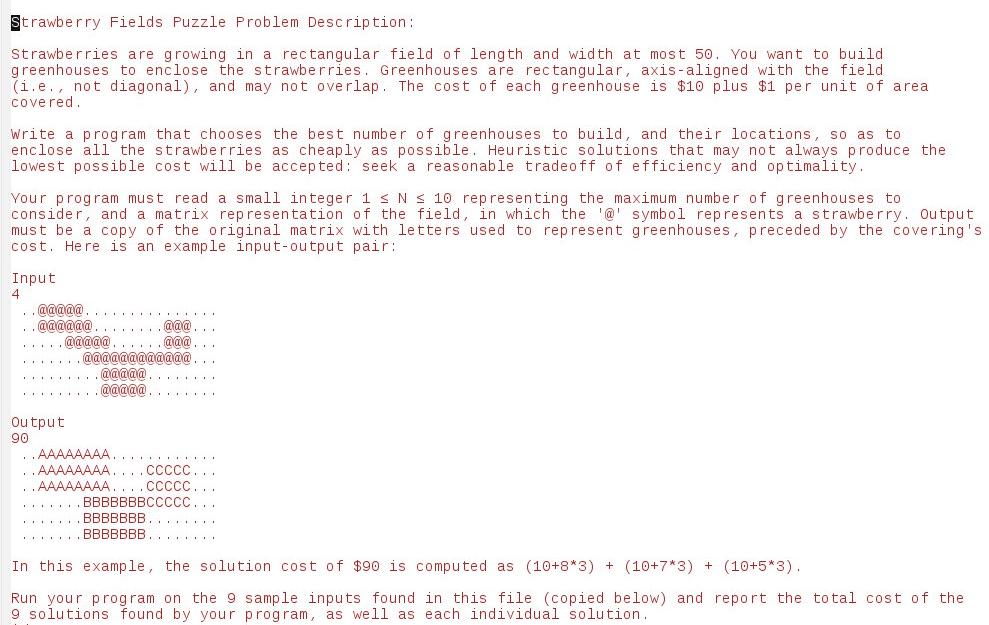 Strawberry Fields Puzzle Problem Description:
Strawberries are growing in a rectangular field of length and width at most 50. You want to build
greenhouses to enclose the strawberries. Greenhouses are rectangular, axis-aligned with the field
(i.e., not diagonal), and may not overlap. The cost of each greenhouse is $10 plus $1 per unit of area
covered.
Write a program that chooses the best number of greenhouses to build, and their locations, so as to
enclose all the strawberries as cheaply as possible. Heuristic solutions that may not always produce the
lowest possible cost will be accepted: seek a reasonable tradeoff of efficiency and optimality.
Your program must read a small integer 1 ≤ N ≤ 10 representing the maximum number of greenhouses to
consider, and a matrix representation of the field, in which the '@' symbol represents a strawberry. Output
must be a copy of the original matrix with letters used to represent greenhouses, preceded by the covering's
cost. Here is an example input-output pair:
Input
4
..@@@@@...............
..@@@@@@........@@@...
.....@@@@@......@@@...
.......@@@@@@@@@@@@...
.........@@@@@........
.........@@@@@........
Output
90
..AAAAAAAA............
..AAAAAAAA....CCCCC...
..AAAAAAAA....CCCCC...
.......BBBBBBBCCCCC...
.......BBBBBBB........
.......BBBBBBB........
In this example, the solution cost of $90 is computed as (10+8*3) + (10+7*3) + (10+5*3).
Run your program on the 9 sample inputs found in this file (copied below) and report the total cost of the
9 solutions found by your program, as well as each individual solution.